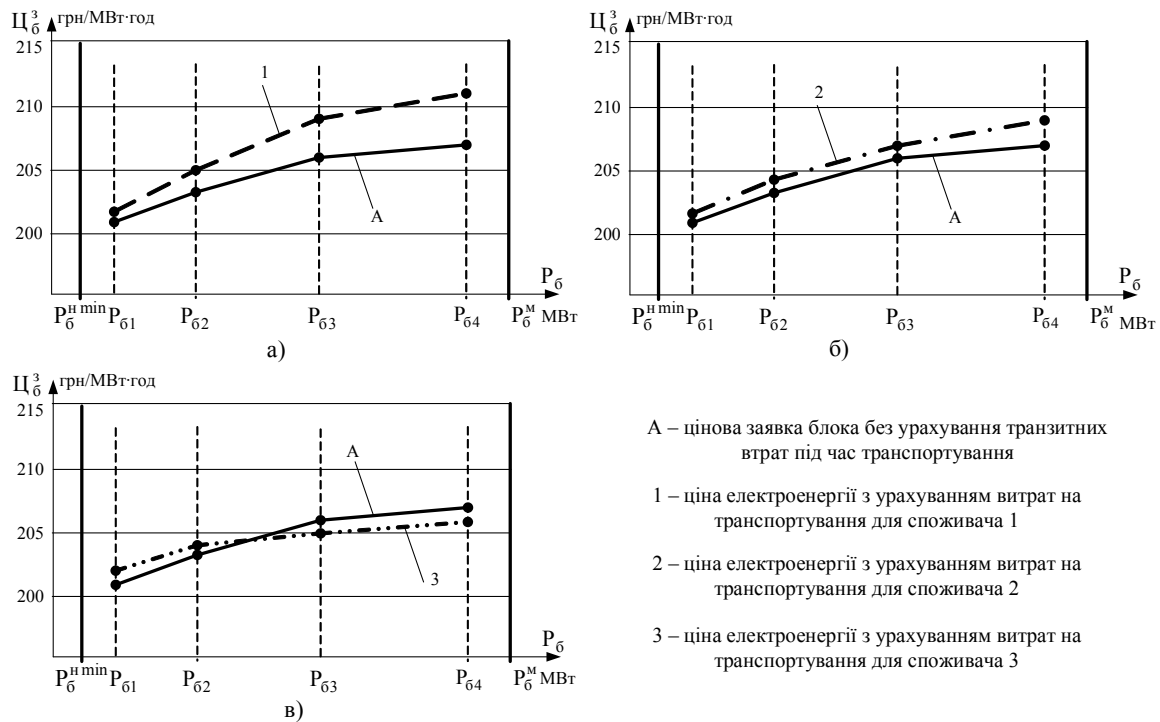 Ц б з грн/МВт·год
215
210
205
200
1
А
P б
P б н min P б1 P б2 P б3 P б4 P б м МВт
а)
Ц б з грн/МВт·год
215
210
205
200
2
А
P б
P б н min P б1 P б2 P б3 P б4 P б м МВт
б)
Ц б з грн/МВт·год
215
210
205
200
А
3
P б
P б н min P б1 P б2 P б3 P б4 P б м МВт
в)
А – цінова заявка блока без урахування транзитних
втрат під час транспортування
1 – ціна електроенергії з урахуванням витрат на
транспортування для споживача 1
2 – ціна електроенергії з урахуванням витрат на
транспортування для споживача 2
3 – ціна електроенергії з урахуванням витрат на
транспортування для споживача 3